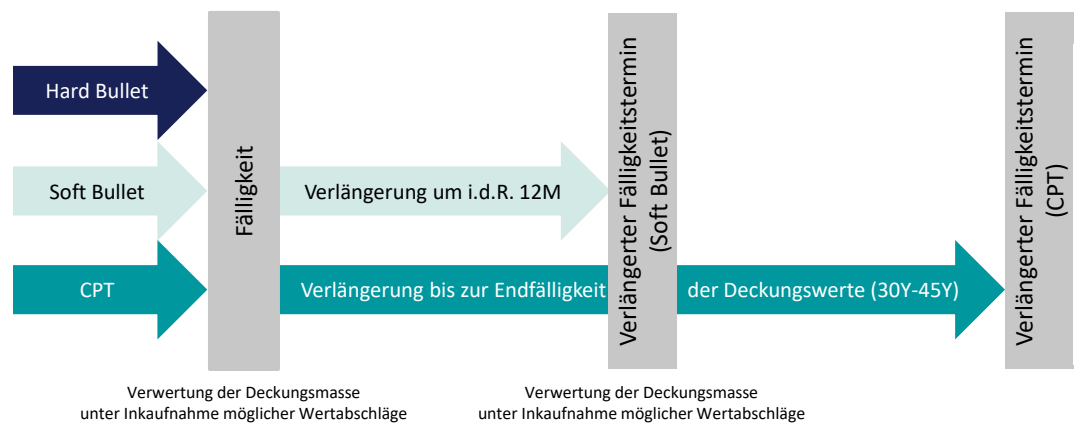 Hard Bullet
Soft Bullet
CPT
Fälligkeit
Verlängerung um i.d.R. 12M
Verlängerung bis zur Endfälligkeit
Verlängerter Fälligkeitstermin
(Soft Bullet)
der Deckungswerte (30Y-45Y)
Verlängerter Fälligkeitstermin
(CPT)
Verwertung der Deckungsmasse
unter Inkaufnahme möglicher Wertabschläge
Verwertung der Deckungsmasse
unter Inkaufnahme möglicher Wertabschläge